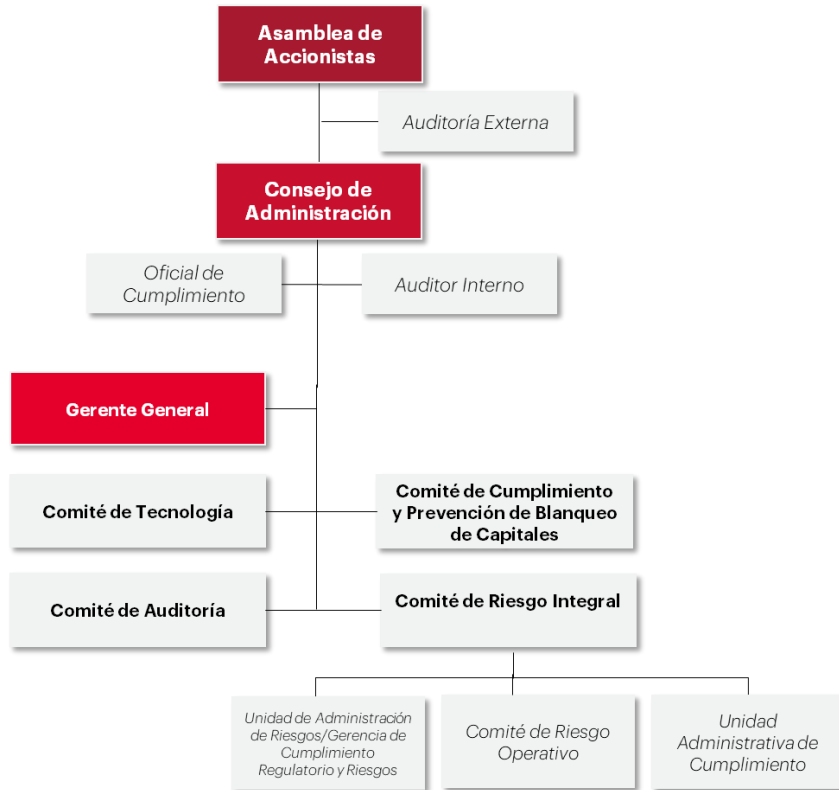 Asamblea de
Accionistas
Auditoría Externa
Consejo de
Administración
Oficial de
Cumplimiento
Auditor Interno
Gerente General
Comité de Tecnología
Comité de Cumplimiento
y Prevención de Blanqueo
de Capitales
Comité de Auditoría
Comité de Riesgo Integral
Unidad de Administración
de Riesgos/Gerencia de
Cumplimiento
Regulatorio y Riesgos
Comité de Riesgo
Operativo
Unidad
Administrativa de
Cumplimiento